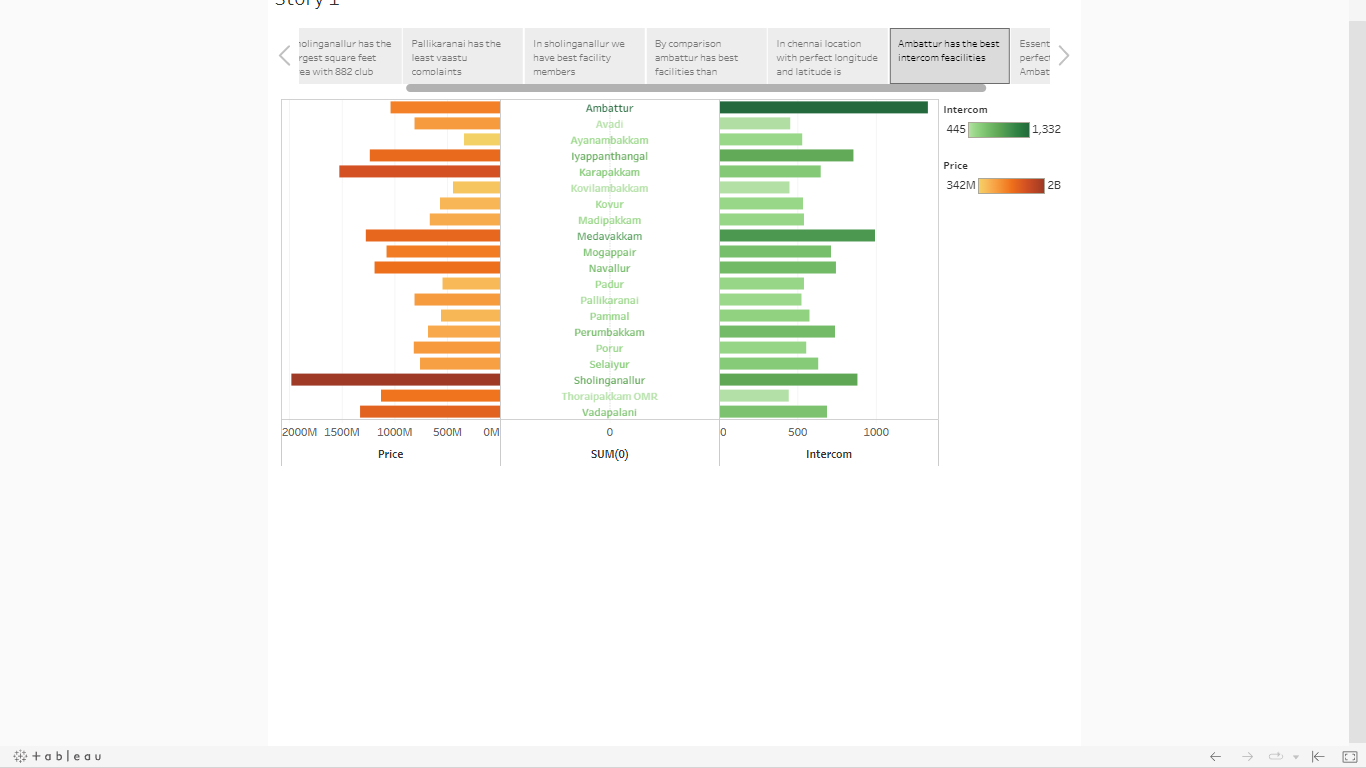 Story 1
holinganallur has the
rgest square feet
ea with 882 club
Pallikaranai has the
least vaastu
complaints
In sholinganallur we
have best facility
members
By comparison
ambattur has best
facilities than
In chennai location
with perfect longitude
and latitude is
Ambattur has the best
intercom feacilities
Essent
perfect
Ambat
Ambattur
Avadi
Ayanambakkam
Iyappanthangal
Karapakkam
Kovilambakkam
Kovur
Madipakkam
Medavakkam
Mogappair
Navallur
Padur
Pallikaranai
Pammal
Perumbakkam
Porur
Selaiyur
Sholinganallur
Thoraipakkam OMR
Vadapalani
2000M 1500M 1000M 500M 0M
0
0 500 1000
Price
SUM(0)
Intercom
Intercom
445 1,332
Price
342M 2B
+ a b l e a u